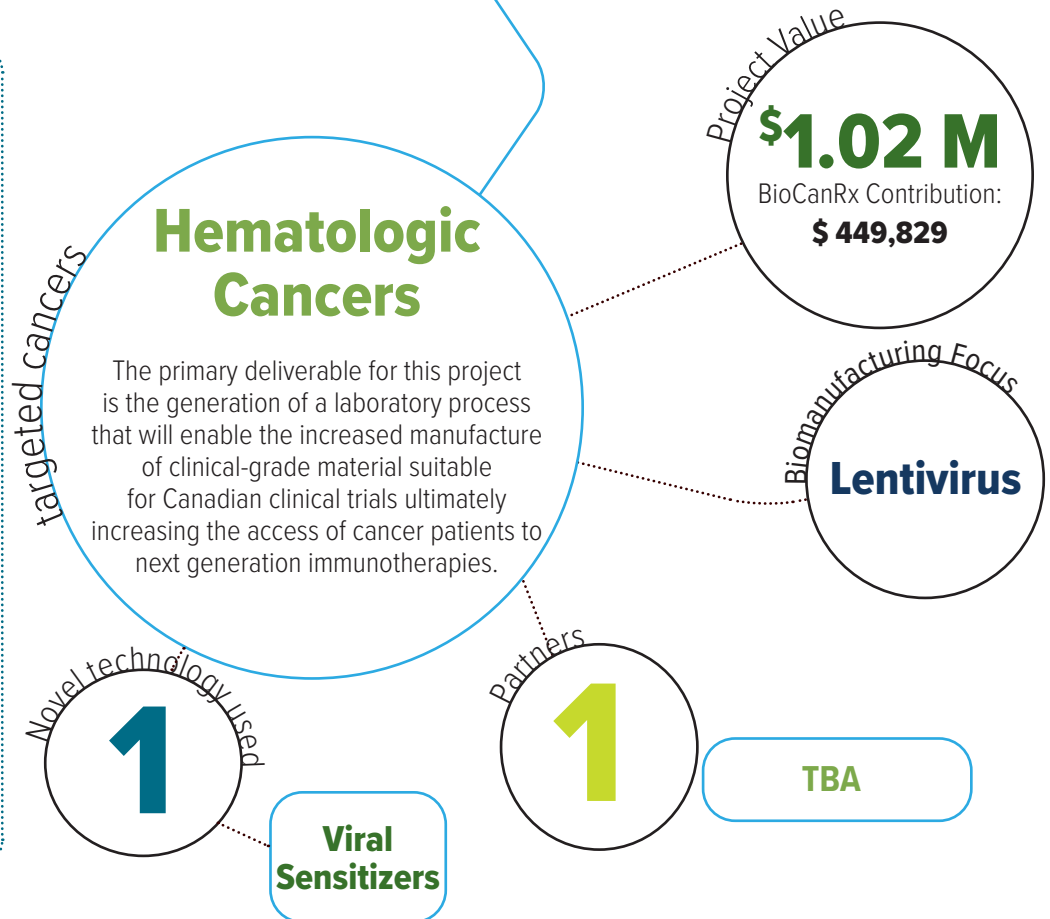 targeted cancers
Hematologic
Cancers
The primary deliverable for this project
is the generation of a laboratory process
that will enable the increased manufacture
of clinical-grade material suitable
for Canadian clinical trials ultimately
increasing the access of cancer patients to
next generation immunotherapies.
Project Value
$1.02 M
BioCanRx Contribution:
$ 449,829
Biomanufacturing Focus
Lentivirus
Novel technology used
1
Viral
Sensitizers
Partners
1
TBA